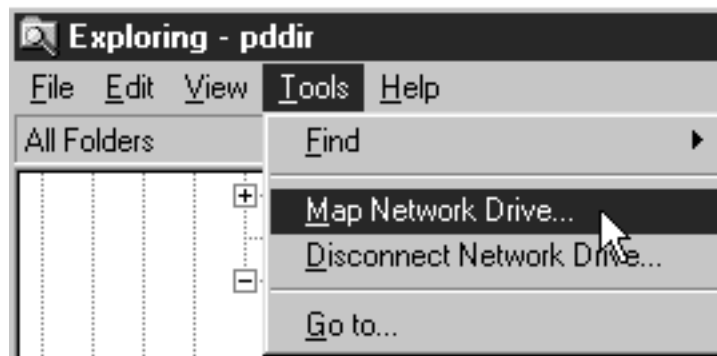 Exploring - pddir
File Edit View Tools Help
All Folders
Find
Map Network Drive...
Disconnect Network Drive...
Go to...